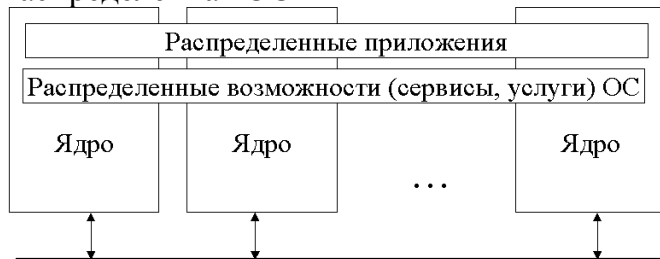 Распределенные приложения
Распределенные возможности (сервисы, услуги) ОС
Ядро Ядро ... Ядро